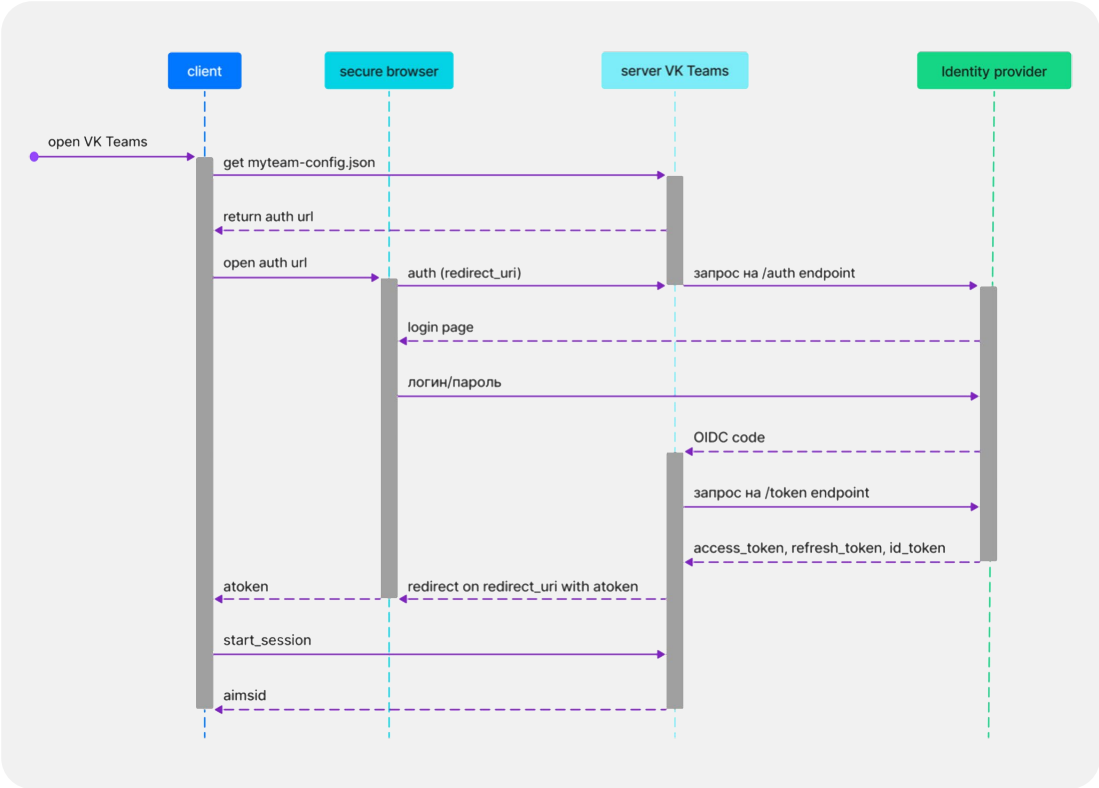 client
secure browser
server VK Teams
Identity provider
open VK Teams
get myteam-config.json
return auth url
open auth url
auth (redirect_uri)
запрос на /auth endpoint
login page
логин/пароль
OIDC code
запрос на /token endpoint
access_token, refresh_token, id_token
atoken
redirect on redirect_uri with atoken
start_session
aimsid